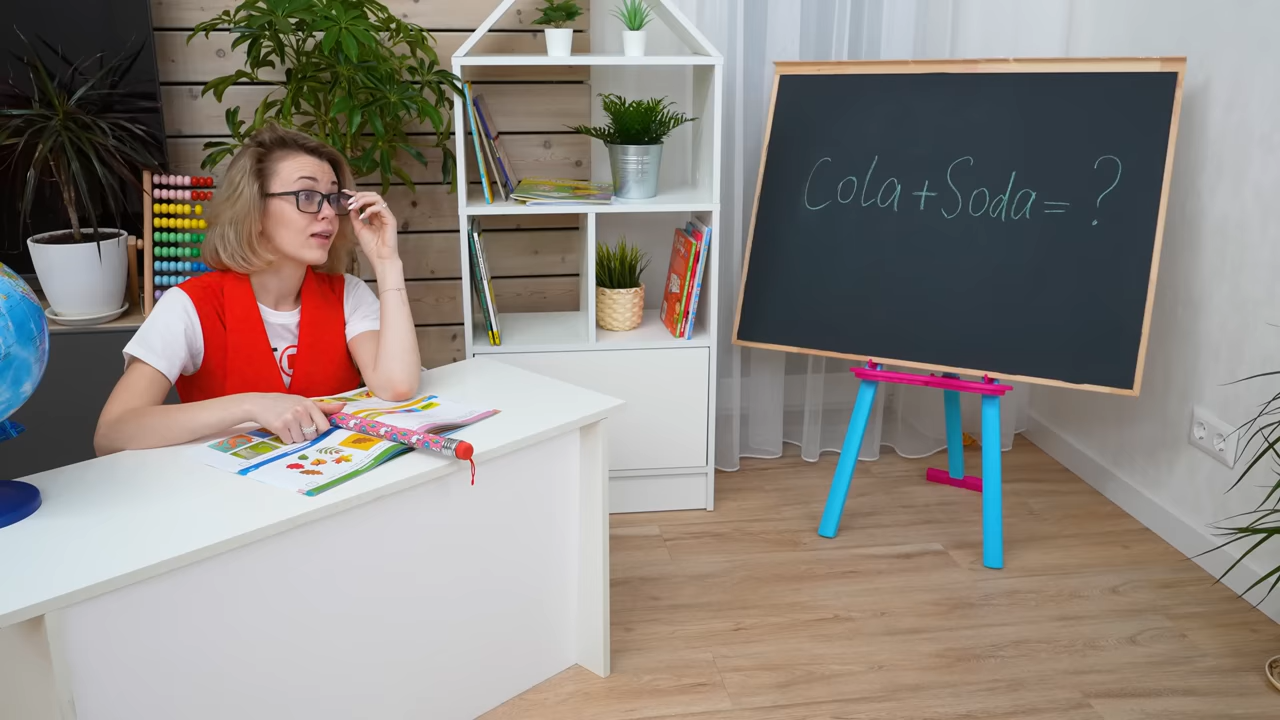 Cola + Soda = ?